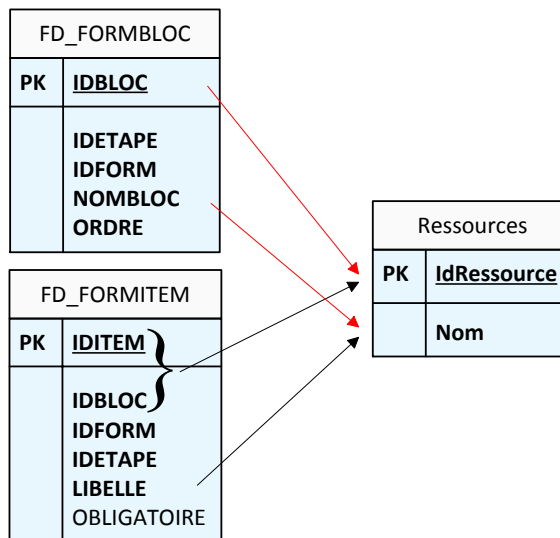 FD_FORMBLOC
PK IDBLOC
IDETAPE
IDFORM
NOMBLOC
ORDRE
FD_FORMITEM
PK IDITEM
IDBLOC
IDFORM
IDETAPE
LIBELLE
OBLIGATOIRE
Ressources
PK IdRessource
Nom